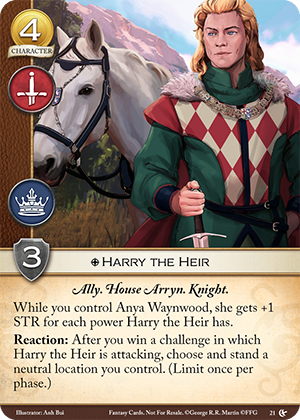 4
CHARACTER
3
Harry the Heir
Ally. House Arryn. Knight.
While you control Anya Waynwood, she gets +1
STR for each power Harry the Heir has.
Reaction: After you win a challenge in which
Harry the Heir is attacking, choose and stand a
neutral location you control. (Limit once per
phase.)
Illustrator: Anh Bui
Fantasy Cards. Not For Resale. ©George R.R. Martin ©FFG
21